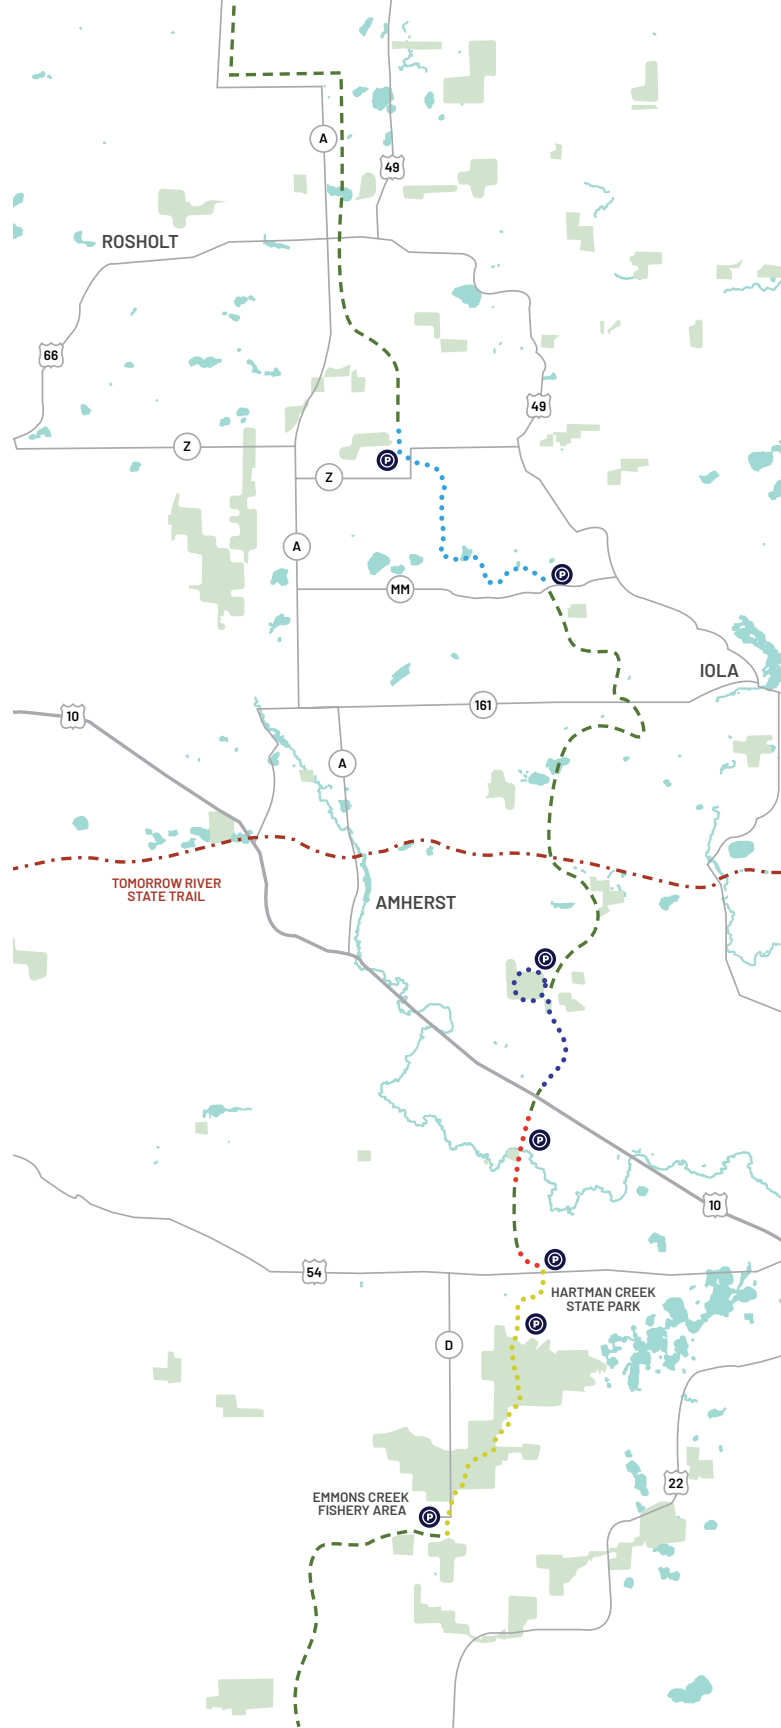 A
49
ROSHOLT
66
49
Z
P
Z
A
P
MM
IOLA
161
10
A
TOMORROW RIVER
STATE TRAIL
AMHERST
P
P
10
P
54
HARTMAN CREEK
STATE PARK
P
D
22
EMMONS CREEK
FISHERY AREA
P